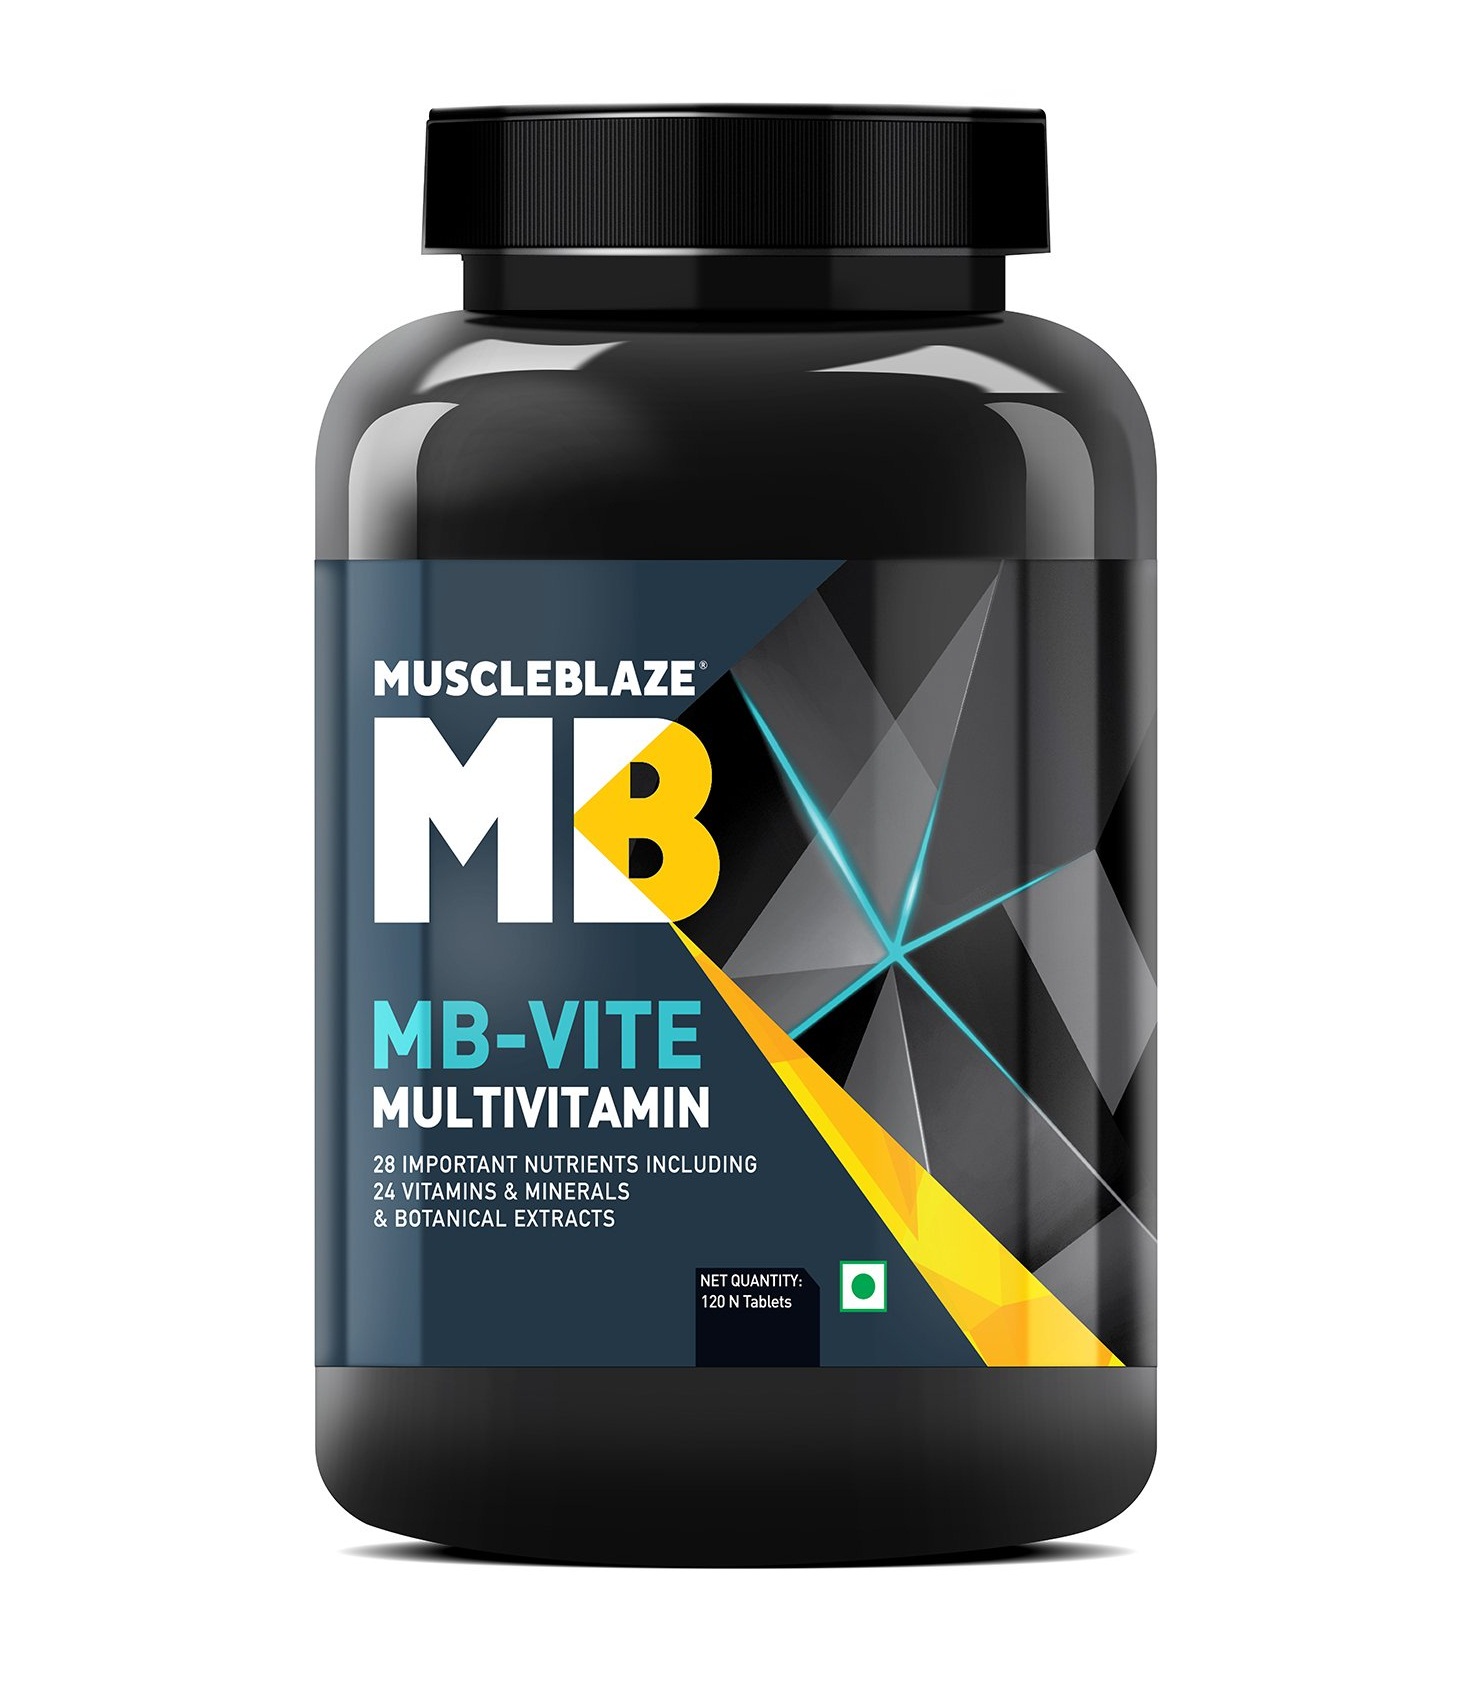 MUSCLEBLAZE®
MB
MB-VITE
MULTIVITAMIN
28 IMPORTANT NUTRIENTS INCLUDING
24 VITAMINS & MINERALS
& BOTANICAL EXTRACTS
NET QUANTITY:
120 N Tablets